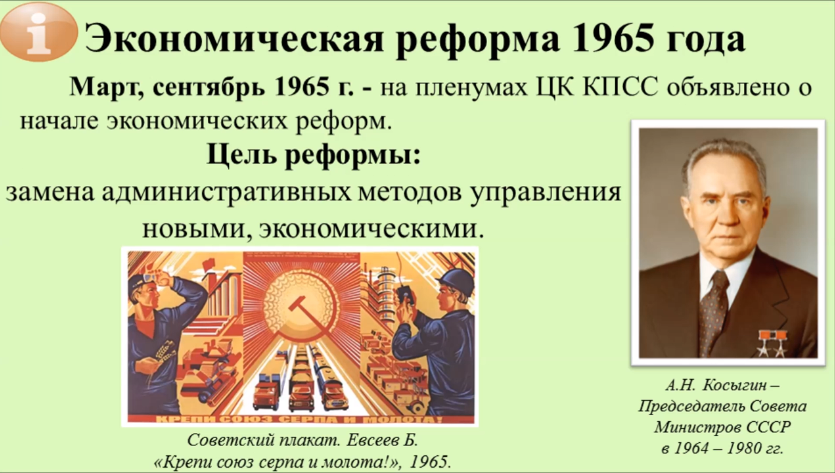 i
Экономическая реформа 1965 года
Март, сентябрь 1965 г. - на пленумах ЦК КПСС объявлено о
начале экономических реформ.
Цель реформы:
замена административных методов управления
новыми, экономическими.
КРЕПИ СОЮЗ СЕРПА И МОЛОТА!
Советский плакат. Евсеев Б.
«Крепи союз серпа и молота!», 1965.
А.Н. Косыгин –
Председатель Совета
Министров СССР
в 1964 – 1980 гг.